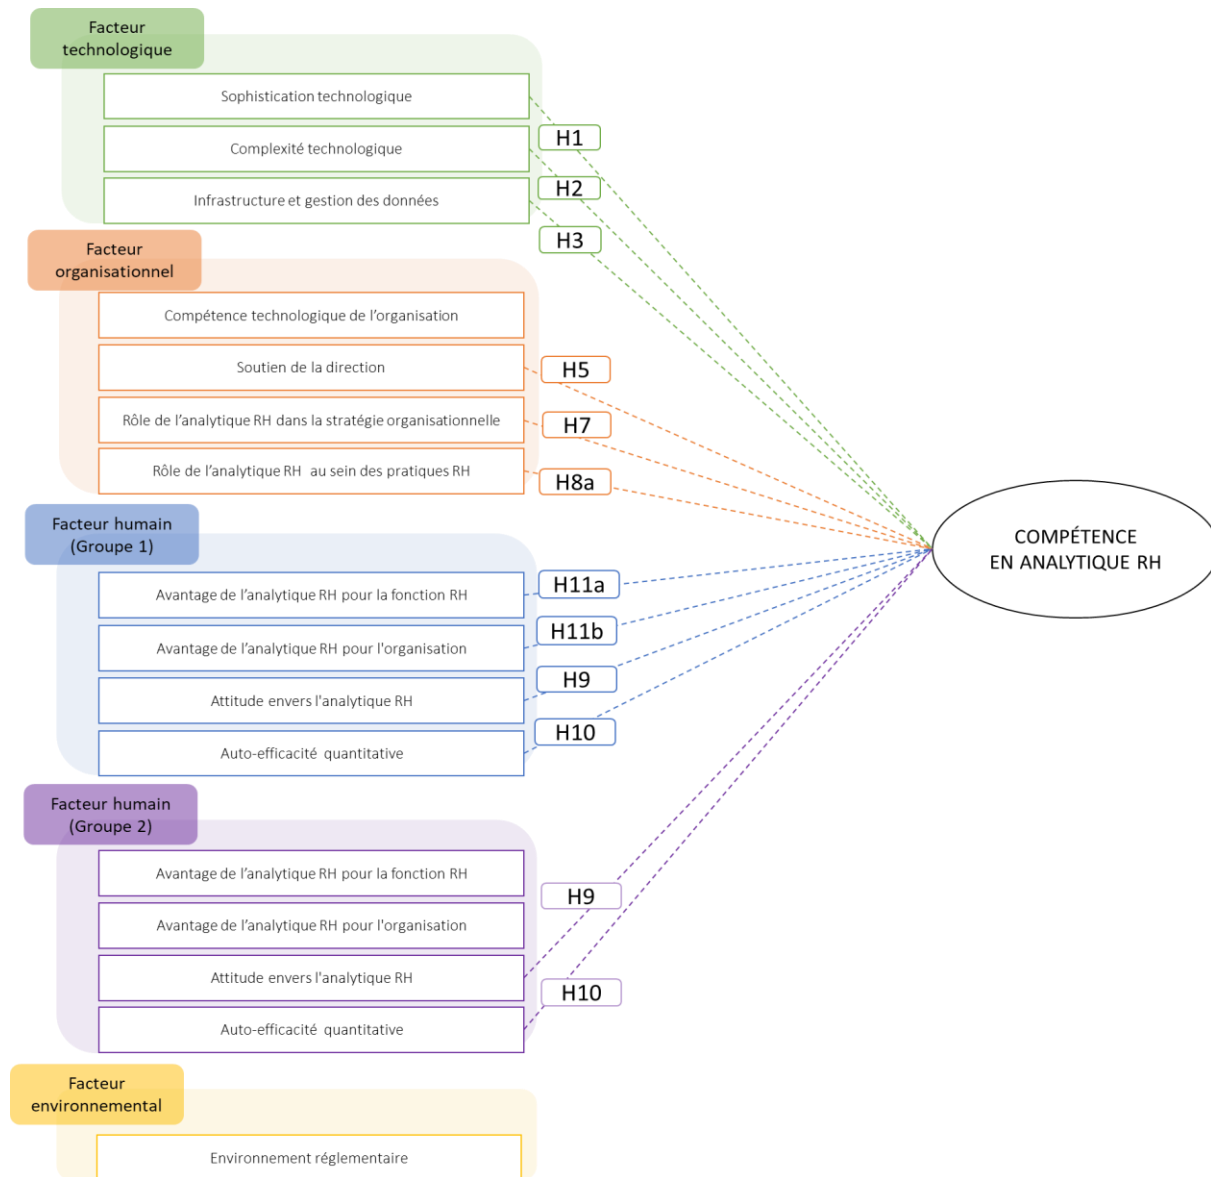 Facteur
technologique
Sophistication technologique
H1
Complexité technologique
H2
Infrastructure et gestion des données
H3
Facteur
organisationnel
Compétence technologique de l’organisation
Soutien de la direction
H5
Rôle de l’analytique RH dans la stratégie organisationnelle
H7
Rôle de l’analytique RH au sein des pratiques RH
H8a
COMPÉTENCE
EN ANALYTIQUE RH
Facteur humain
(Groupe 1)
Avantage de l’analytique RH pour la fonction RH
H11a
Avantage de l’analytique RH pour l'organisation
H11b
Attitude envers l'analytique RH
H9
Auto-efficacité quantitative
H10
Facteur humain
(Groupe 2)
Avantage de l’analytique RH pour la fonction RH
Avantage de l’analytique RH pour l'organisation
H9
Attitude envers l'analytique RH
H10
Auto-efficacité quantitative
Facteur
environnemental
Environnement réglementaire